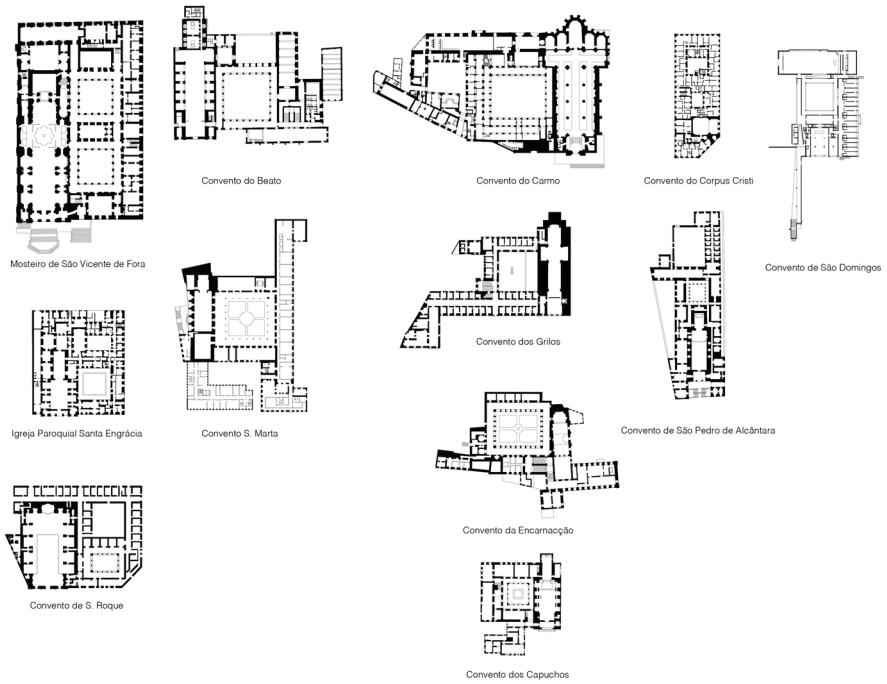 Convento do Beato
Convento do Carmo
Convento do Corpus Cristi
Mosteiro de São Vicente de Fora
Convento de São Domingos
Convento dos Grilos
Igreja Paroquial Santa Engrácia
Convento S. Marta
Convento de São Pedro de Alcântara
Convento da Encarnacção
Convento de S. Roque
Convento dos Capuchos